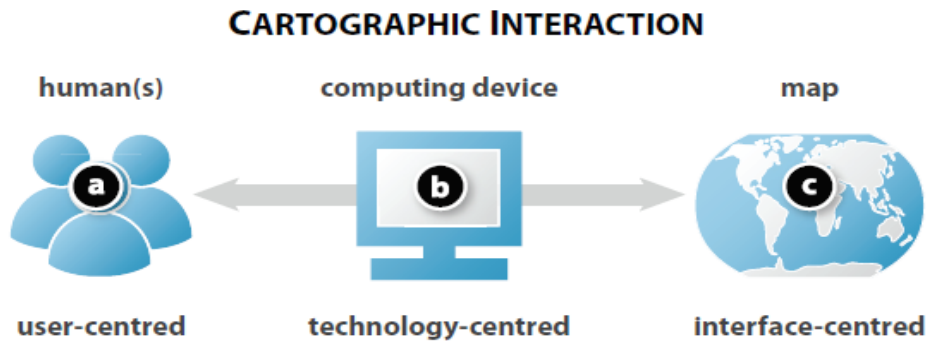 CARTOGRAPHIC INTERACTION
human(s) computing device map
a b c
user-centred technology-centred interface-centred